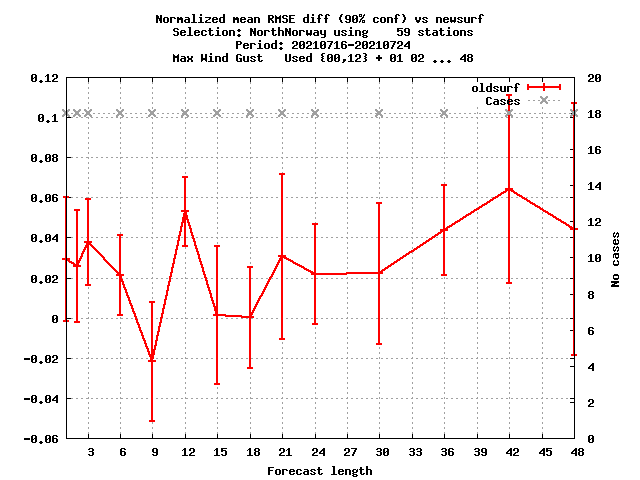 Normalized mean RMSE diff (90% conf) vs newsurf
Selection: NorthNorway using    59 stations
Period: 20210716-20210724
Max Wind Gust   Used {00,12} + 01 02 ... 48
oldsurf
Cases
0.12
0.1
0.08
0.06
0.04
0.02
0
-0.02
-0.04
-0.06
20
18
16
14
12
10
8
6
4
2
0
No cases
3 6 9 12 15 18 21 24 27 30 33 36 39 42 45 48
Forecast length